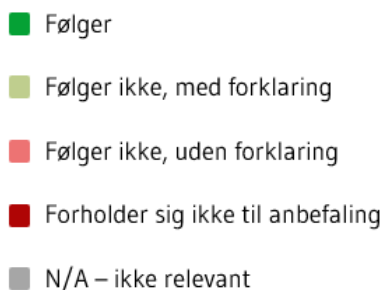 Følger
Følger ikke, med forklaring
Følger ikke, uden forklaring
Forholder sig ikke til anbefaling
N/A – ikke relevant